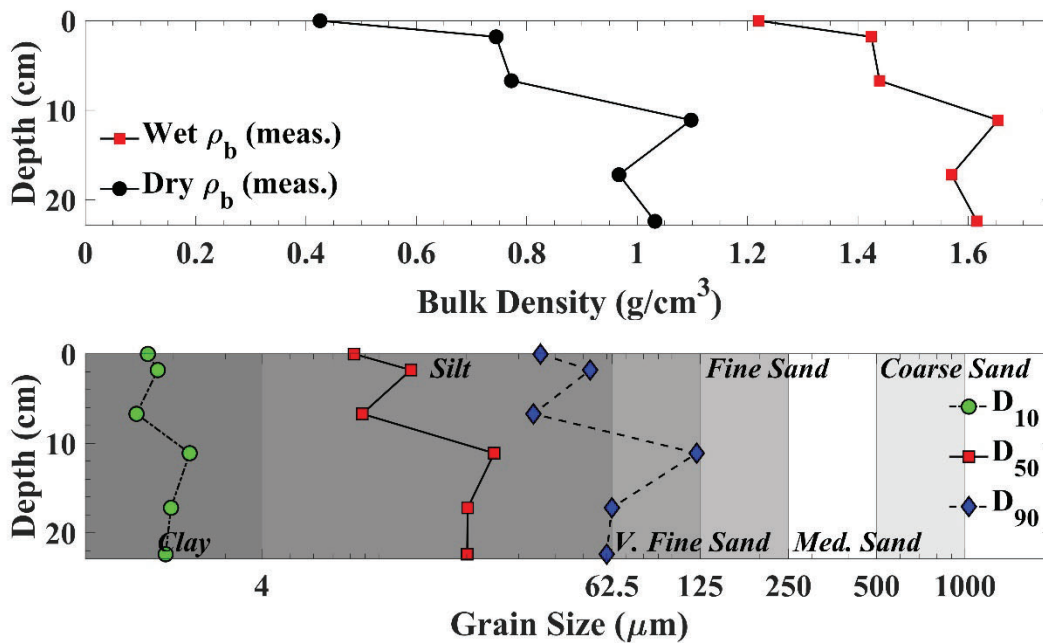 0
10
20
Depth (cm)
Wet ρb (meas.)
Dry ρb (meas.)
0 0.2 0.4 0.6 0.8 1 1.2 1.4 1.6
Bulk Density (g/cm³)
0
10
20
Depth (cm)
Silt Fine Sand Coarse Sand
D10
D50
D90
Clay V. Fine Sand Med. Sand
4 62.5 125 250 500 1000
Grain Size (μm)